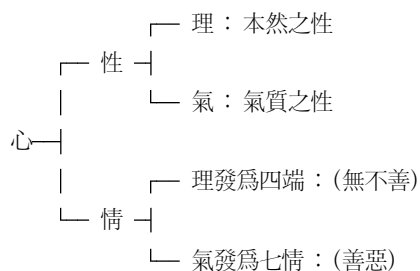 理 : 本然之性
性
氣 : 氣質之性
心
理發爲四端 : (無不善)
情
氣發爲七情 : (善惡)